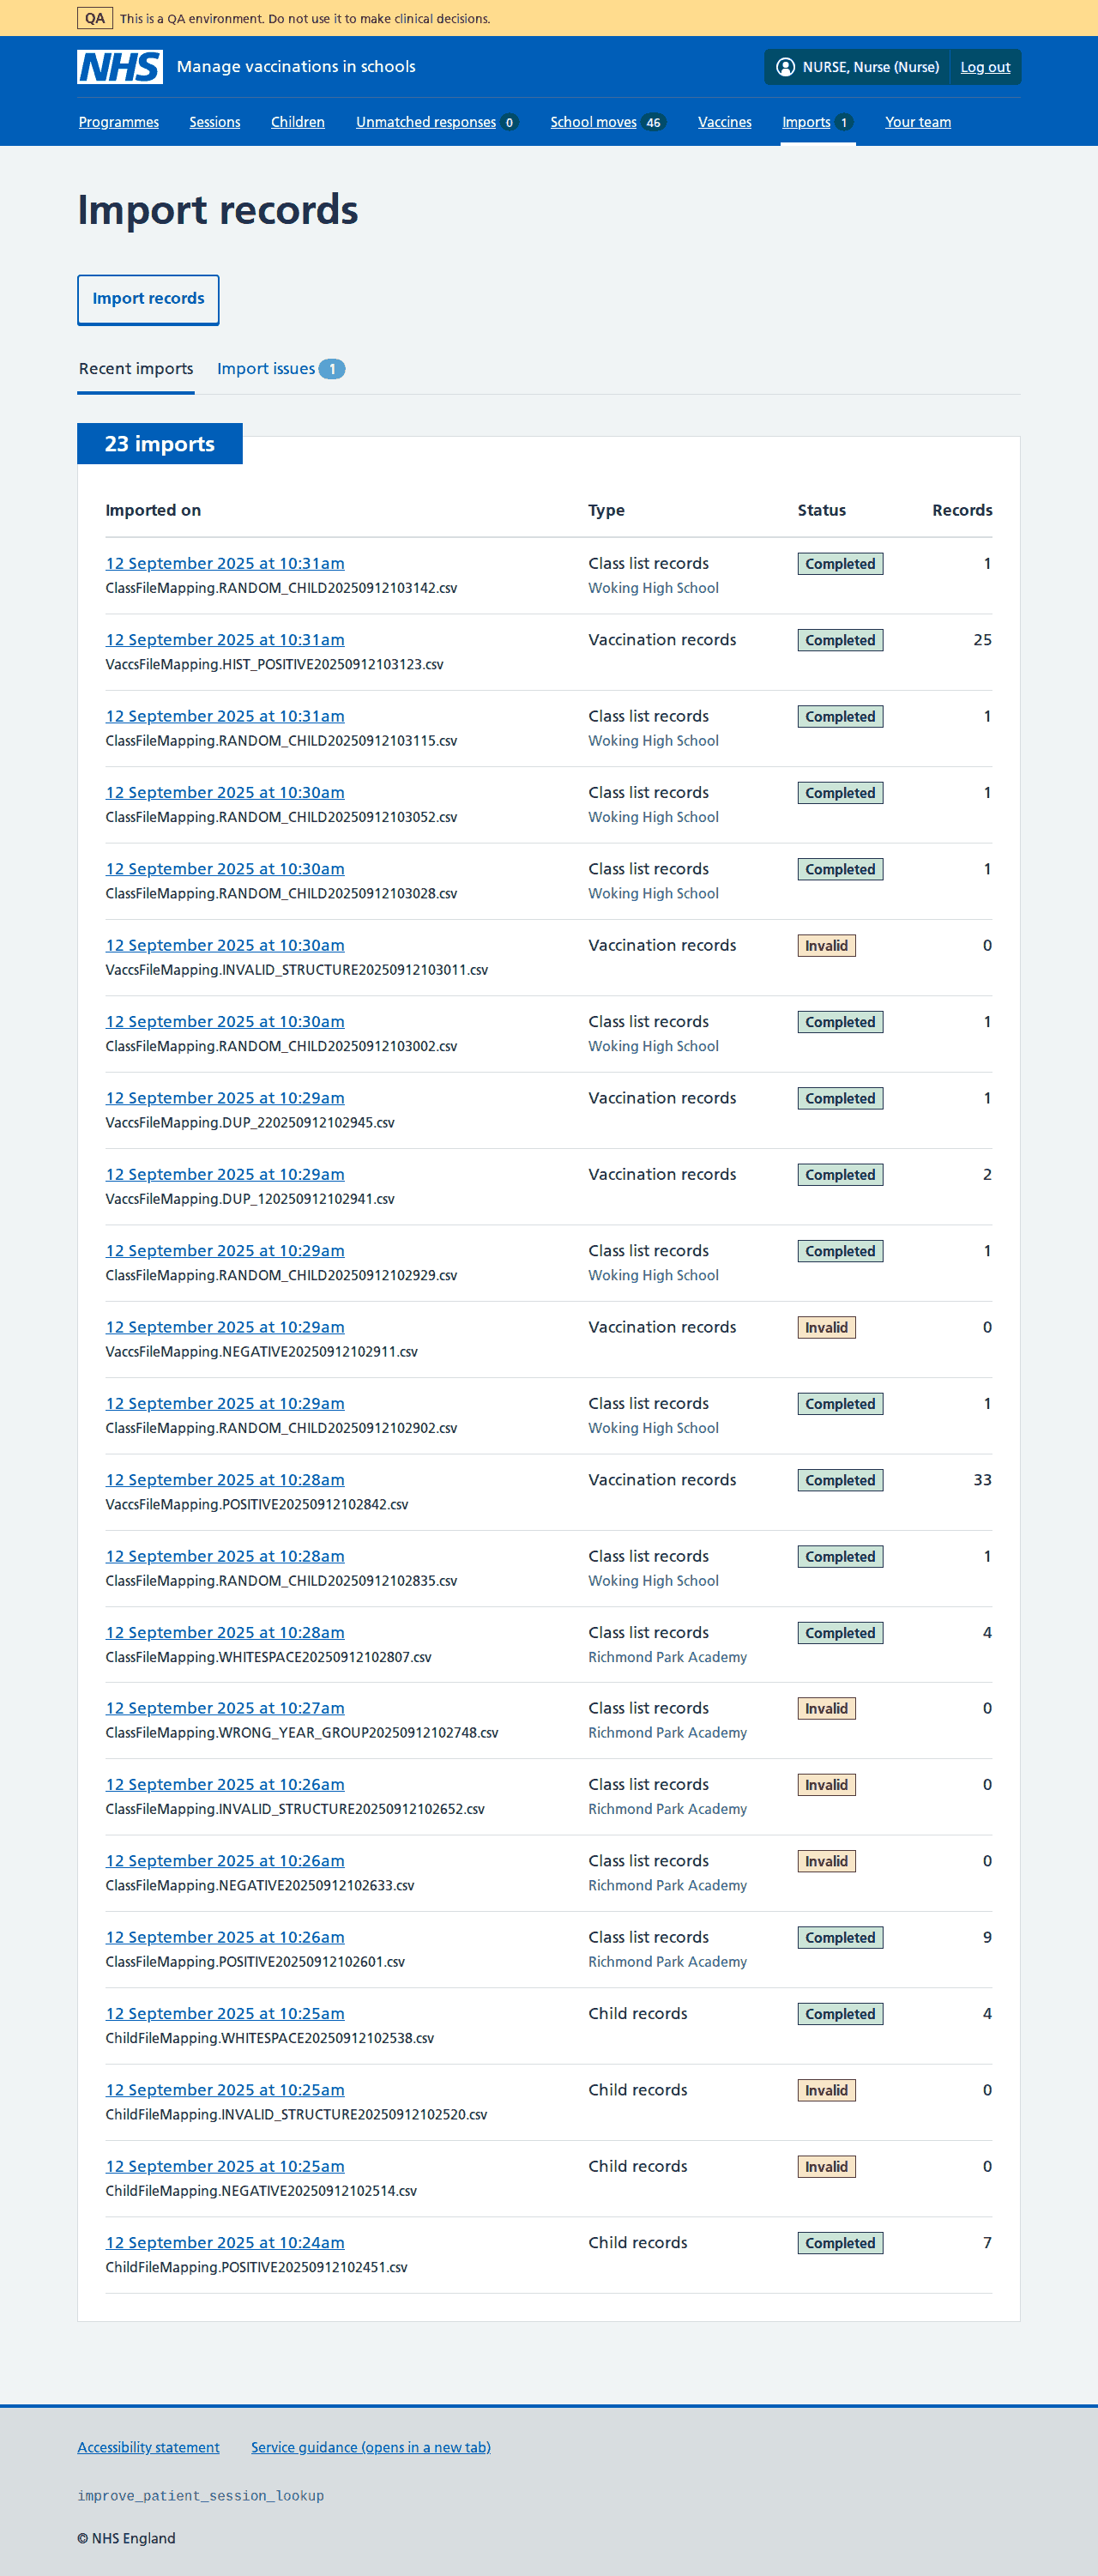 QA This is a QA environment. Do not use it to make clinical decisions.
NHS Manage vaccinations in schools NURSE, Nurse (Nurse) Log out
Programmes Sessions Children Unmatched responses 0 School moves 46 Vaccines Imports 1 Your team
Import records
Import records
Recent imports Import issues 1
23 imports
Imported on Type Status Records
12 September 2025 at 10:31am Class list records Completed 1
ClassFileMapping.RANDOM_CHILD20250912103142.csv Woking High School
12 September 2025 at 10:31am Vaccination records Completed 25
VaccsFileMapping.HIST_POSITIVE20250912103123.csv
12 September 2025 at 10:31am Class list records Completed 1
ClassFileMapping.RANDOM_CHILD20250912103115.csv Woking High School
12 September 2025 at 10:30am Class list records Completed 1
ClassFileMapping.RANDOM_CHILD20250912103052.csv Woking High School
12 September 2025 at 10:30am Class list records Completed 1
ClassFileMapping.RANDOM_CHILD20250912103028.csv Woking High School
12 September 2025 at 10:30am Vaccination records Invalid 0
VaccsFileMapping.INVALID_STRUCTURE20250912103011.csv
12 September 2025 at 10:30am Class list records Completed 1
ClassFileMapping.RANDOM_CHILD20250912103002.csv Woking High School
12 September 2025 at 10:29am Vaccination records Completed 1
VaccsFileMapping.DUP_220250912102945.csv
12 September 2025 at 10:29am Vaccination records Completed 2
VaccsFileMapping.DUP_120250912102941.csv
12 September 2025 at 10:29am Class list records Completed 1
ClassFileMapping.RANDOM_CHILD20250912102929.csv Woking High School
12 September 2025 at 10:29am Vaccination records Invalid 0
VaccsFileMapping.NEGATIVE20250912102911.csv
12 September 2025 at 10:29am Class list records Completed 1
ClassFileMapping.RANDOM_CHILD20250912102902.csv Woking High School
12 September 2025 at 10:28am Vaccination records Completed 33
VaccsFileMapping.POSITIVE20250912102842.csv
12 September 2025 at 10:28am Class list records Completed 1
ClassFileMapping.RANDOM_CHILD20250912102835.csv Woking High School
12 September 2025 at 10:28am Class list records Completed 4
ClassFileMapping.WHITESPACE20250912102807.csv Richmond Park Academy
12 September 2025 at 10:27am Class list records Invalid 0
ClassFileMapping.WRONG_YEAR_GROUP20250912102748.csv Richmond Park Academy
12 September 2025 at 10:26am Class list records Invalid 0
ClassFileMapping.INVALID_STRUCTURE20250912102652.csv Richmond Park Academy
12 September 2025 at 10:26am Class list records Invalid 0
ClassFileMapping.NEGATIVE20250912102633.csv Richmond Park Academy
12 September 2025 at 10:26am Class list records Completed 9
ClassFileMapping.POSITIVE20250912102601.csv Richmond Park Academy
12 September 2025 at 10:25am Child records Completed 4
ChildFileMapping.WHITESPACE20250912102538.csv
12 September 2025 at 10:25am Child records Invalid 0
ChildFileMapping.INVALID_STRUCTURE20250912102520.csv
12 September 2025 at 10:25am Child records Invalid 0
ChildFileMapping.NEGATIVE20250912102514.csv
12 September 2025 at 10:24am Child records Completed 7
ChildFileMapping.POSITIVE20250912102451.csv
Accessibility statement Service guidance (opens in a new tab)
improve_patient_session_lookup
© NHS England